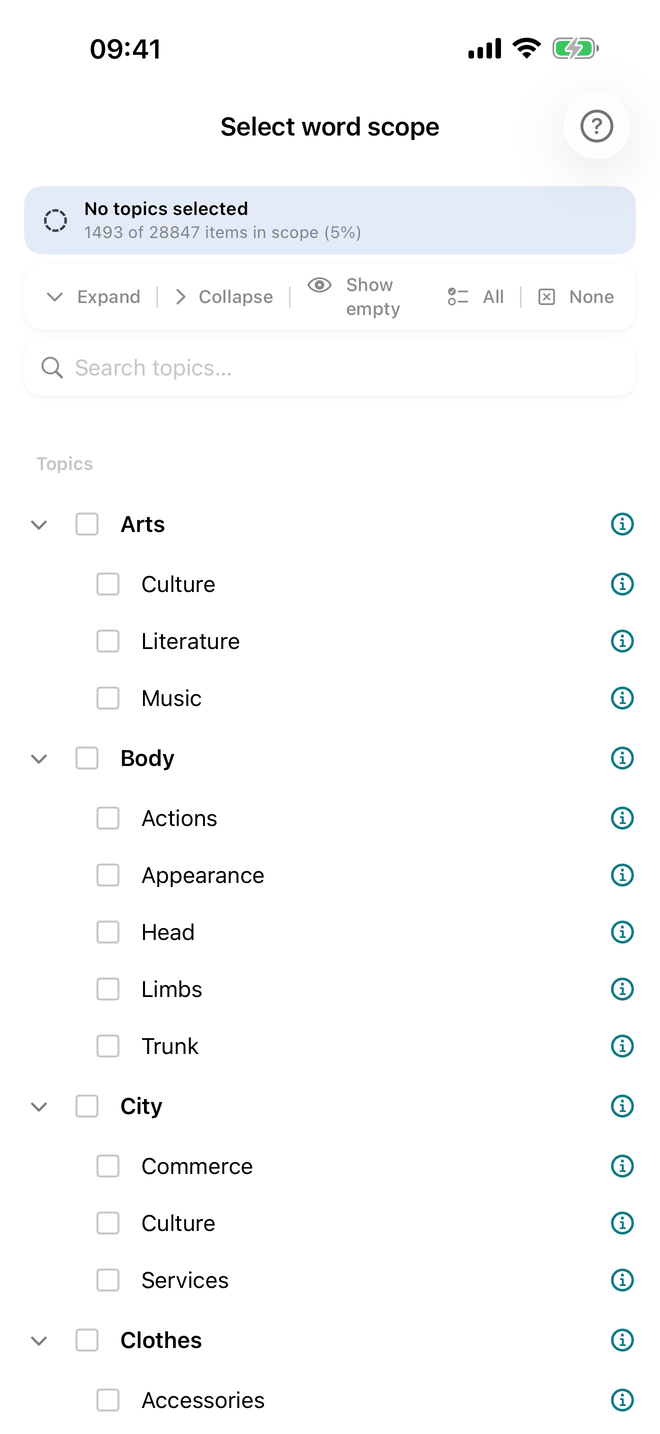 09:41
Select word scope
No topics selected
1493 of 28847 items in scope (5%)
Expand
Collapse
Show
empty
All
None
Search topics...
Topics
Arts
Culture
Literature
Music
Body
Actions
Appearance
Head
Limbs
Trunk
City
Commerce
Culture
Services
Clothes
Accessories